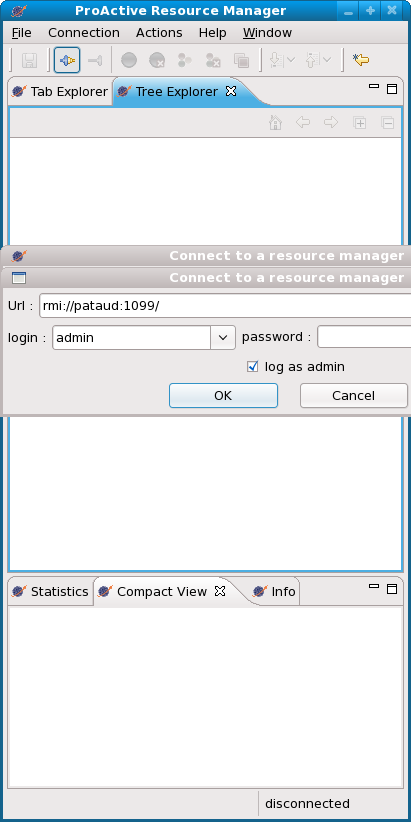 ProActive Resource Manager
File Connection Actions Help Window
Tab Explorer Tree Explorer
Connect to a resource manager
Connect to a resource manager
Url : rmi://pataud:1099/
login : admin password :
log as admin
OK Cancel
Statistics Compact View Info
disconnected